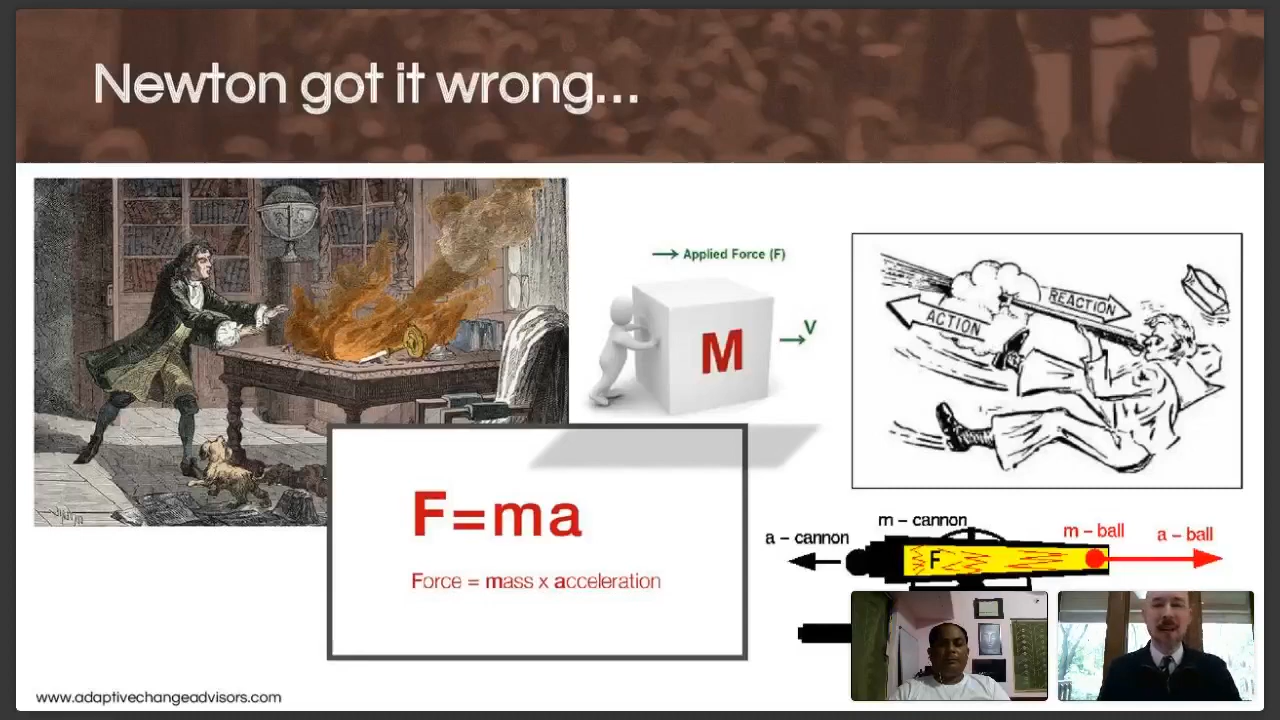 Newton got it wrong...
Applied Force (F)
M
V
ACTION
REACTION
F=ma
Force = mass x acceleration
m – cannon
a – cannon
m – ball
a – ball
F
www.adaptivechangeadvisors.com